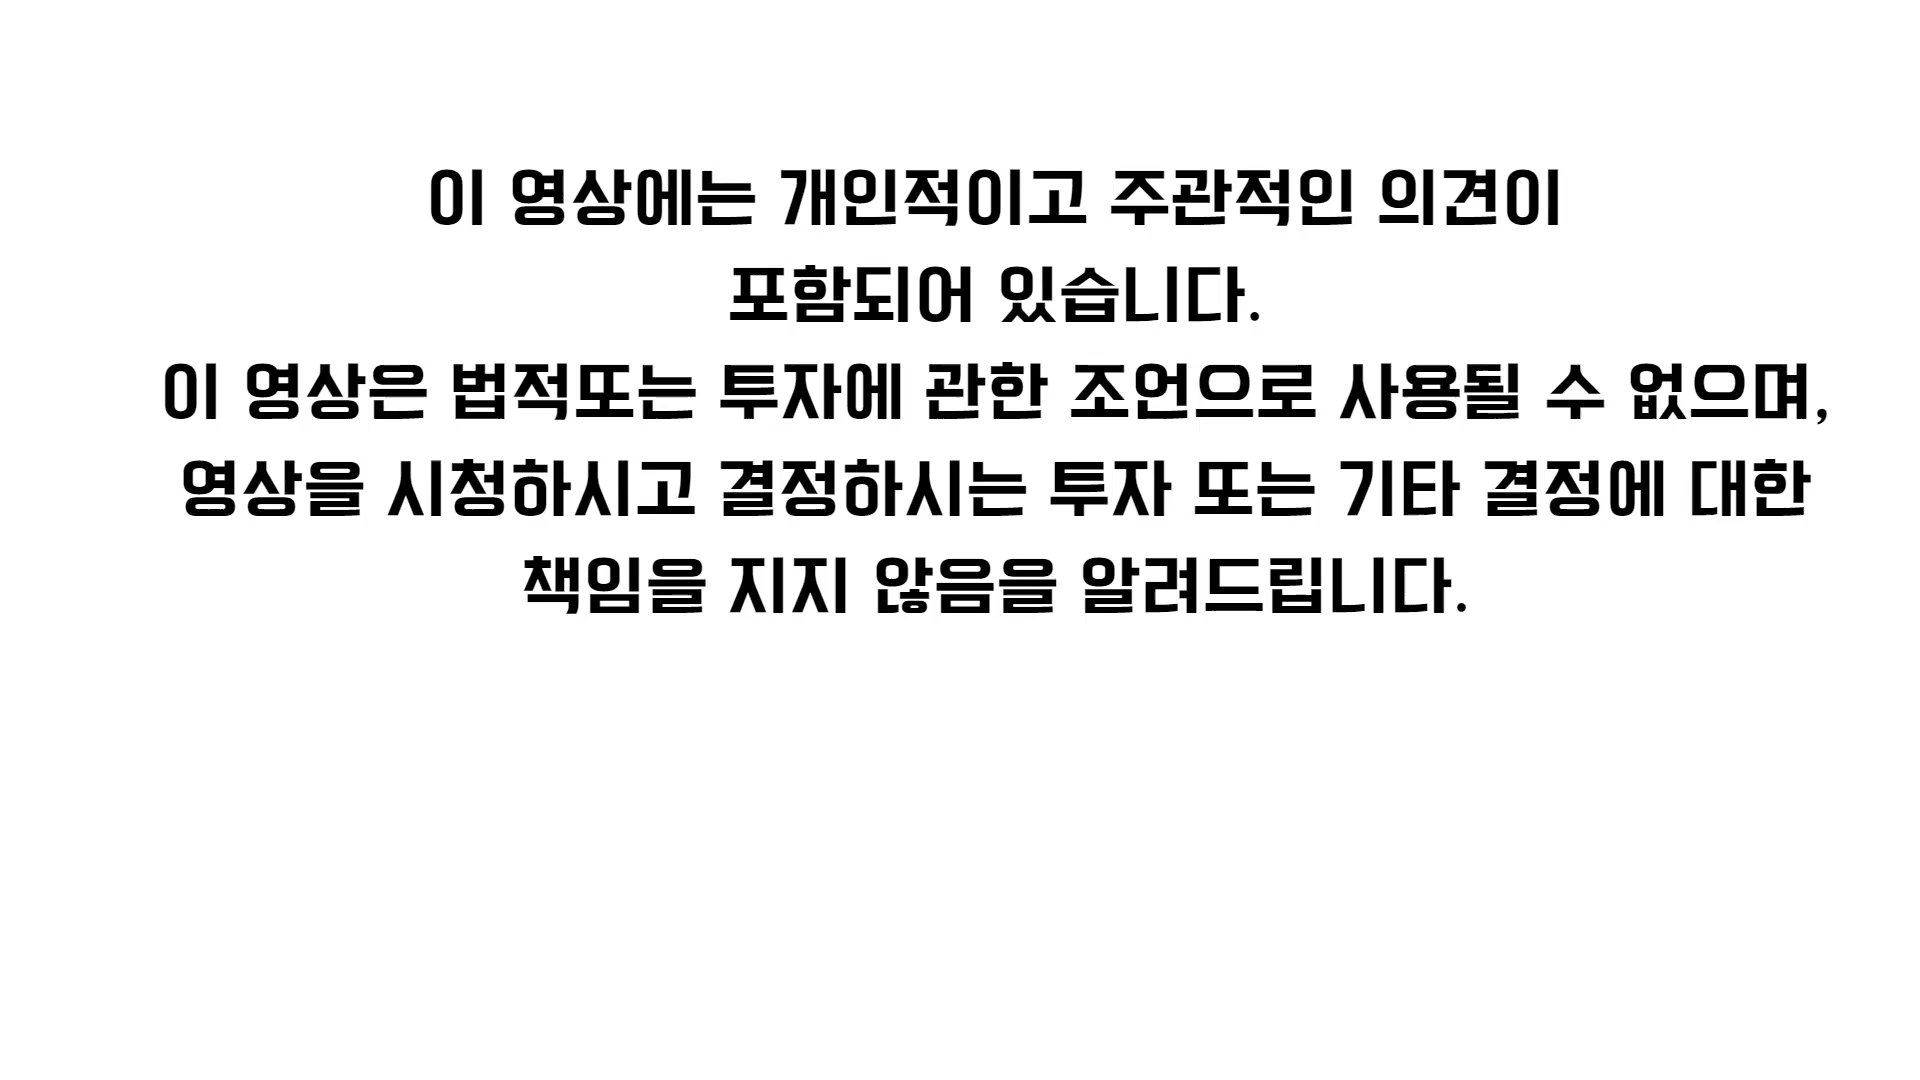 이 영상에는 개인적이고 주관적인 의견이
포함되어 있습니다.
이 영상은 법적또는 투자에 관한 조언으로 사용될 수 없으며,
영상을 시청하시고 결정하시는 투자 또는 기타 결정에 대한
책임을 지지 않음을 알려드립니다.